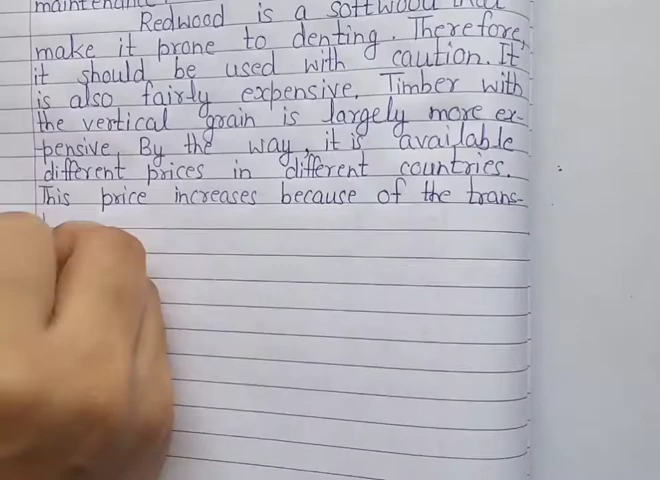 maintenance
Redwood is a softwood that
make it prone to denting. Therefore,
it should be used with caution. It
is also fairly expensive. Timber with
the vertical grain is largely more ex-
pensive. By the way, it is available
different prices in different countries.
This price increases because of the trans-